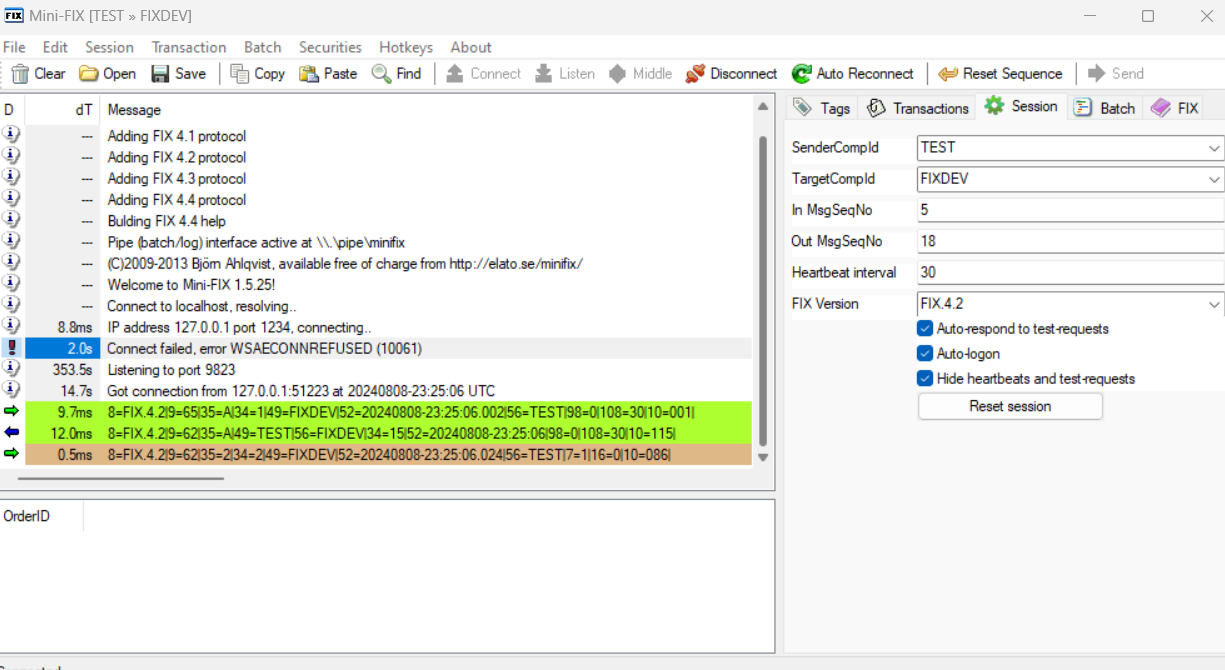 FIX Mini-FIX [TEST » FIXDEV]
File Edit Session Transaction Batch Securities Hotkeys About
Clear Open Save Copy Paste Find Connect Listen Middle Disconnect Auto Reconnect Reset Sequence Send
D dT Message
--- Adding FIX 4.1 protocol
--- Adding FIX 4.2 protocol
--- Adding FIX 4.3 protocol
--- Adding FIX 4.4 protocol
--- Bulding FIX 4.4 help
--- Pipe (batch/log) interface active at \\.\pipe\minifix
--- (C)2009-2013 Björn Ahlqvist, available free of charge from http://elato.se/minifix/
--- Welcome to Mini-FIX 1.5.25!
--- Connect to localhost, resolving..
8.8ms IP address 127.0.0.1 port 1234, connecting..
2.0s Connect failed, error WSAECONNREFUSED (10061)
353.5s Listening to port 9823
14.7s Got connection from 127.0.0.1:51223 at 20240808-23:25:06 UTC
9.7ms 8=FIX.4.2|9=65|35=A|34=1|49=FIXDEV|52=20240808-23:25:06.002|56=TEST|98=0|108=30|10=001|
12.0ms 8=FIX.4.2|9=62|35=A|49=TEST|56=FIXDEV|34=15|52=20240808-23:25:06|98=0|108=30|10=115|
0.5ms 8=FIX.4.2|9=62|35=2|34=2|49=FIXDEV|52=20240808-23:25:06.024|56=TEST|7=1|16=0|10=086|
OrderID
Tags Transactions Session Batch FIX
SenderCompId TEST
TargetCompId FIXDEV
In MsgSeqNo 5
Out MsgSeqNo 18
Heartbeat interval 30
FIX Version FIX.4.2
Auto-respond to test-requests
Auto-logon
Hide heartbeats and test-requests
Reset session